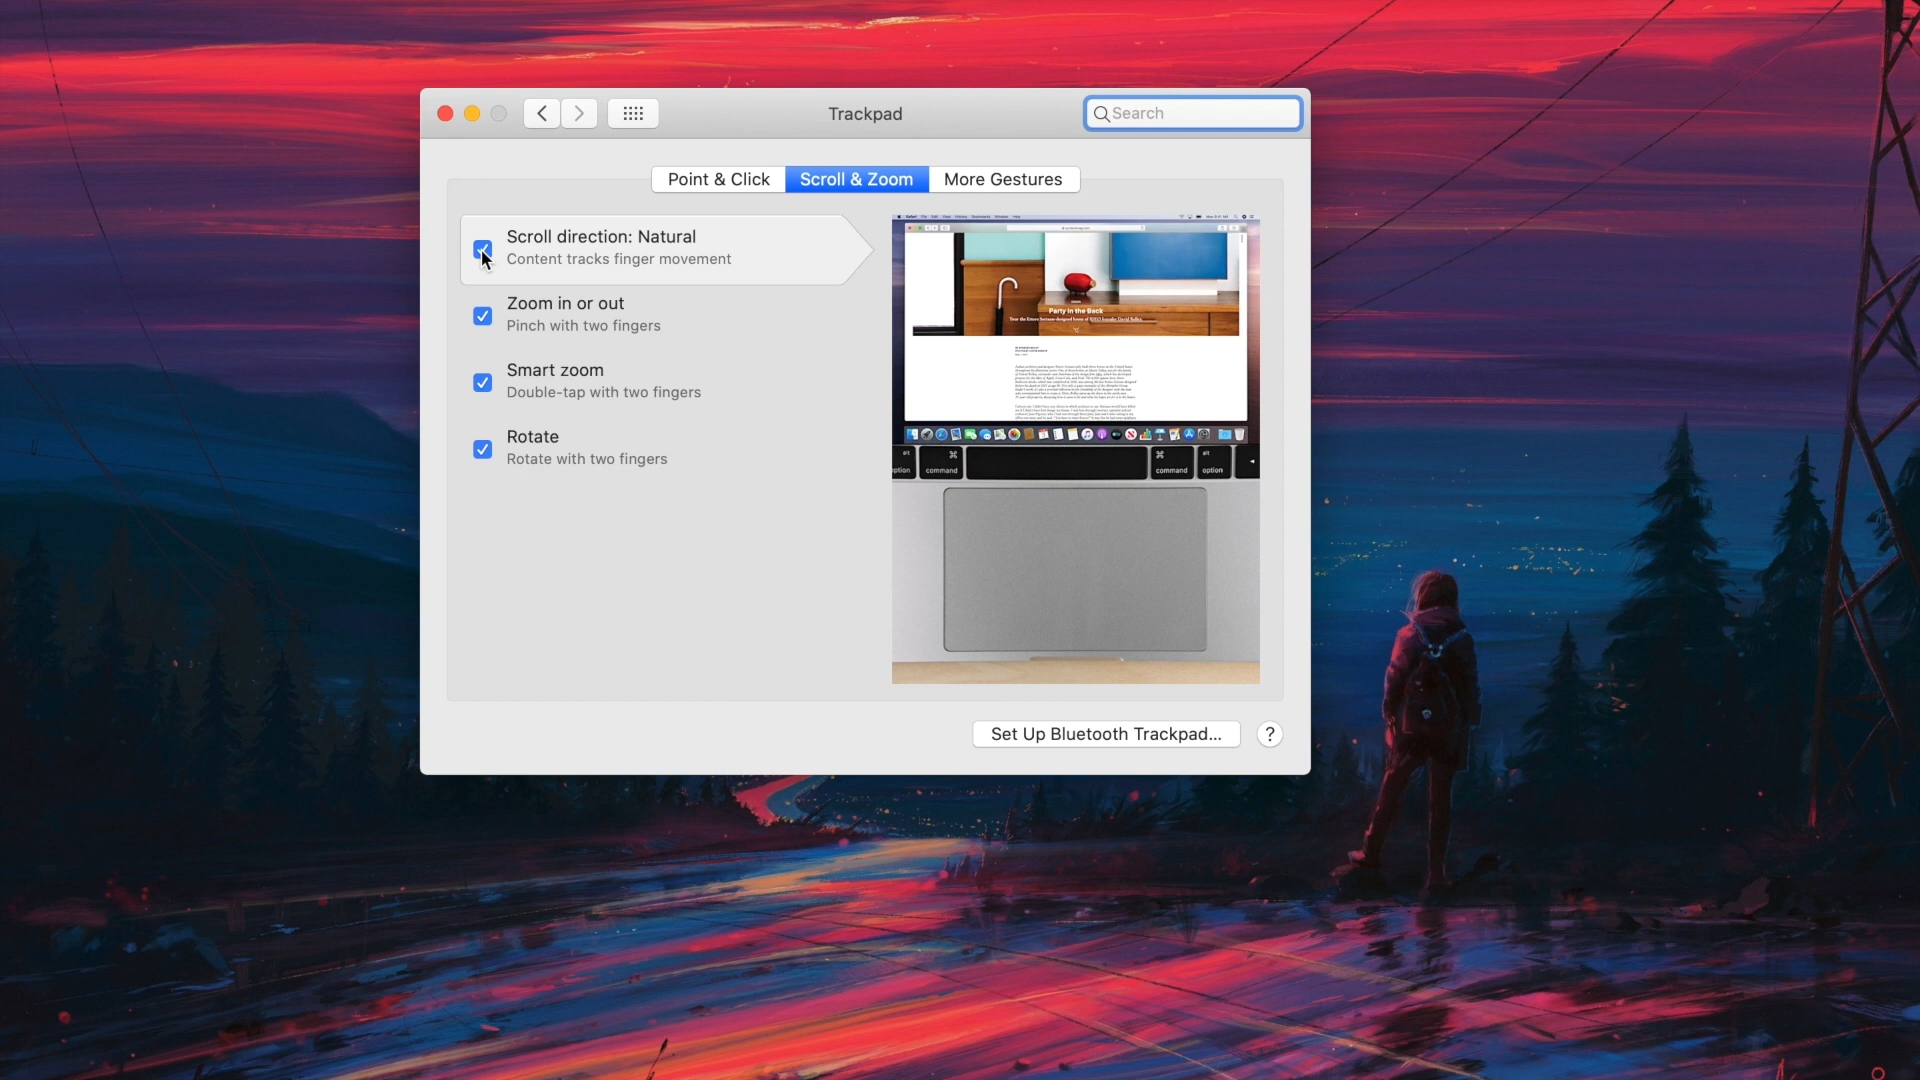 Trackpad
Search
Point & Click
Scroll & Zoom
More Gestures
Scroll direction: Natural
Content tracks finger movement
Zoom in or out
Pinch with two fingers
Smart zoom
Double-tap with two fingers
Rotate
Rotate with two fingers
Party in the Back
alt
⌘
⌘
alt
command
command
option
Set Up Bluetooth Trackpad...
?